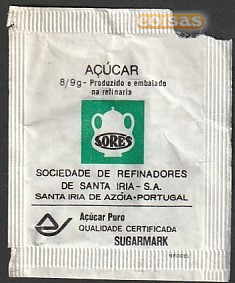 coisas
AÇÚCAR
8/9g - Produzido e embalado
na refinaria
SORES
SOCIEDADE DE REFINADORES
DE SANTA IRIA - S.A.
SANTA IRIA DE AZÓIA - PORTUGAL
Açúcar Puro
QUALIDADE CERTIFICADA
SUGARMARK